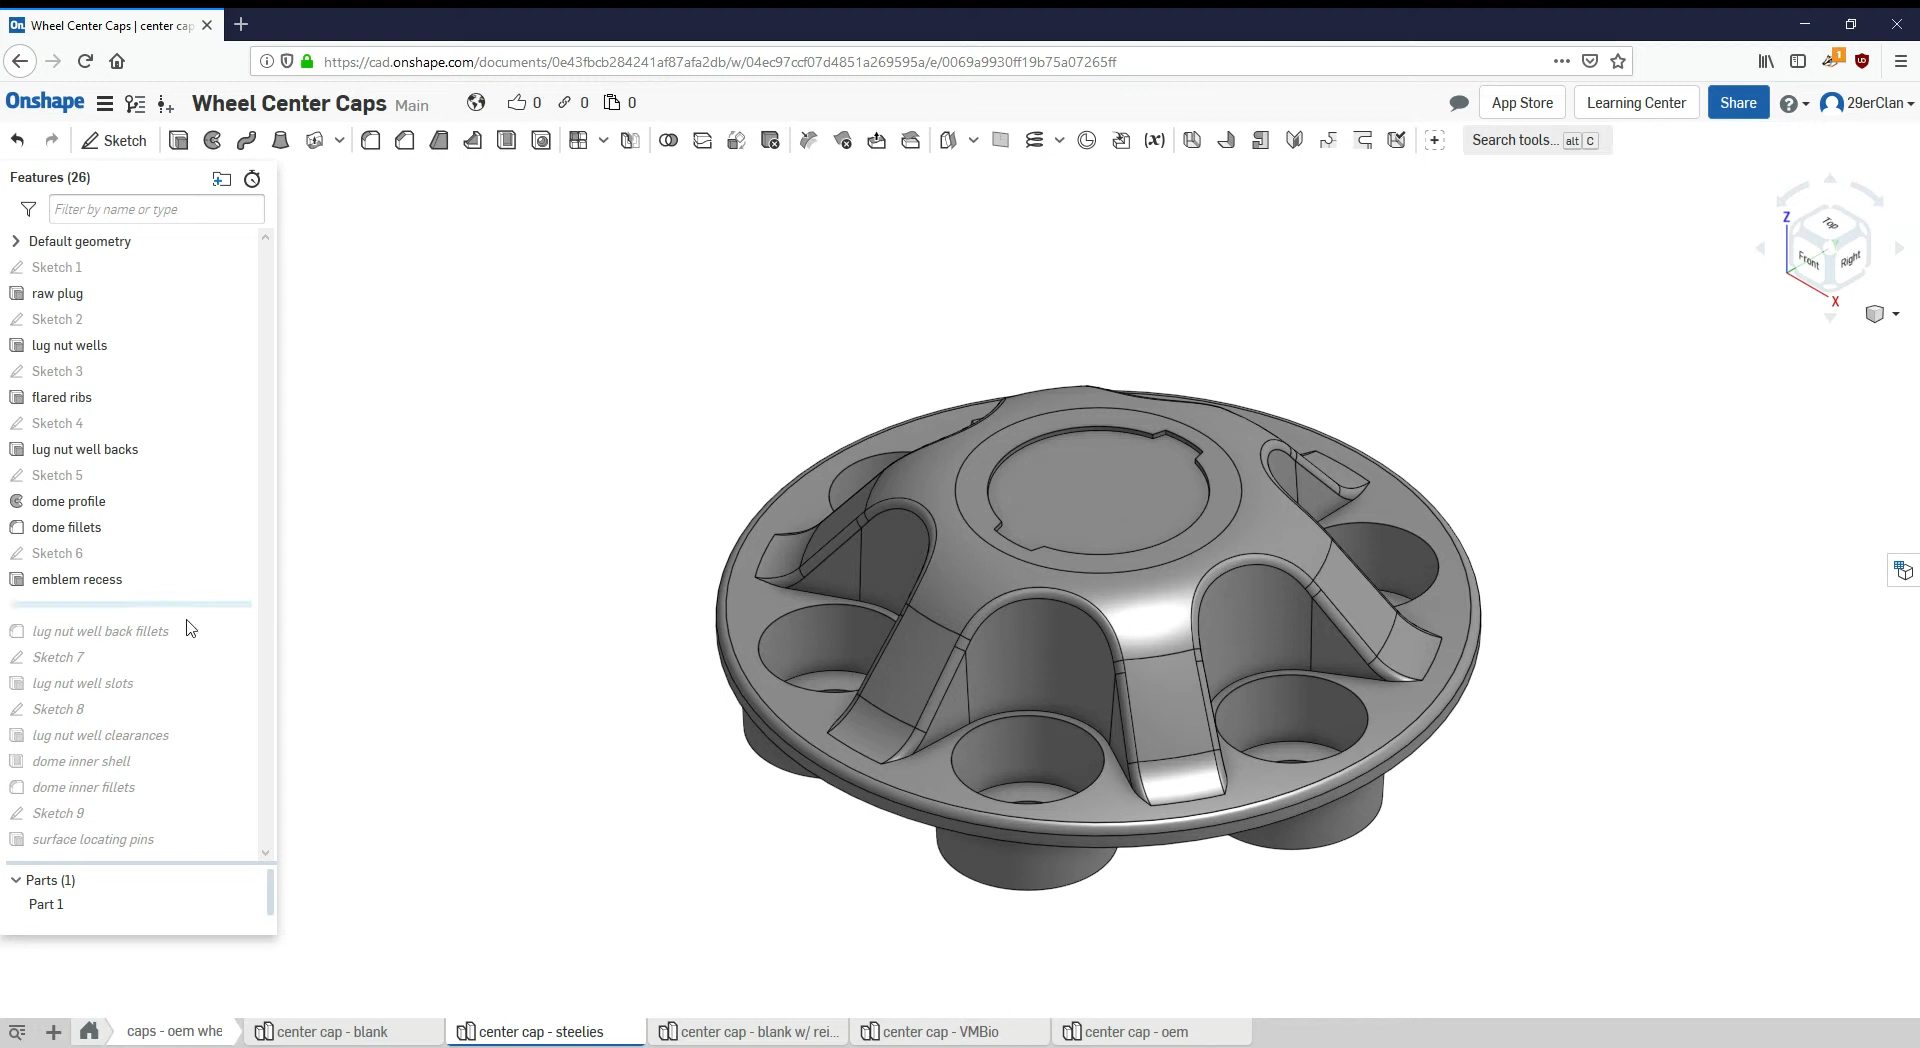 On Wheel Center Caps | center cap
https://cad.onshape.com/documents/0e43fbcb284241af87afa2db/w/04ec97ccf07d4851a269595a/e/0069a9930ff19b75a07265ff
1
Onshape Wheel Center Caps Main 0 0 0 App Store Learning Center Share 29erClan
Sketch Search tools... alt C
Features (26)
Filter by name or type
Default geometry
Sketch 1
raw plug
Sketch 2
lug nut wells
Sketch 3
flared ribs
Sketch 4
lug nut well backs
Sketch 5
dome profile
dome fillets
Sketch 6
emblem recess
lug nut well back fillets
Sketch 7
lug nut well slots
Sketch 8
lug nut well clearances
dome inner shell
dome inner fillets
Sketch 9
surface locating pins
Parts (1)
Part 1
Z
Top
Front
Right
X
caps - oem whe
center cap - blank
center cap - steelies
center cap - blank w/ rei...
center cap - VMBio
center cap - oem